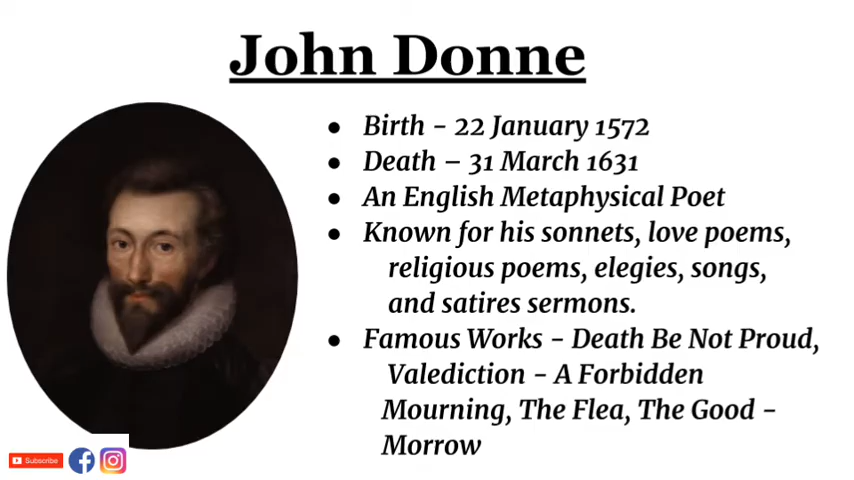 John Donne
● Birth - 22 January 1572
● Death – 31 March 1631
● An English Metaphysical Poet
● Known for his sonnets, love poems,
religious poems, elegies, songs,
and satires sermons.
● Famous Works - Death Be Not Proud,
Valediction - A Forbidden
Mourning, The Flea, The Good -
Morrow
Subscribe